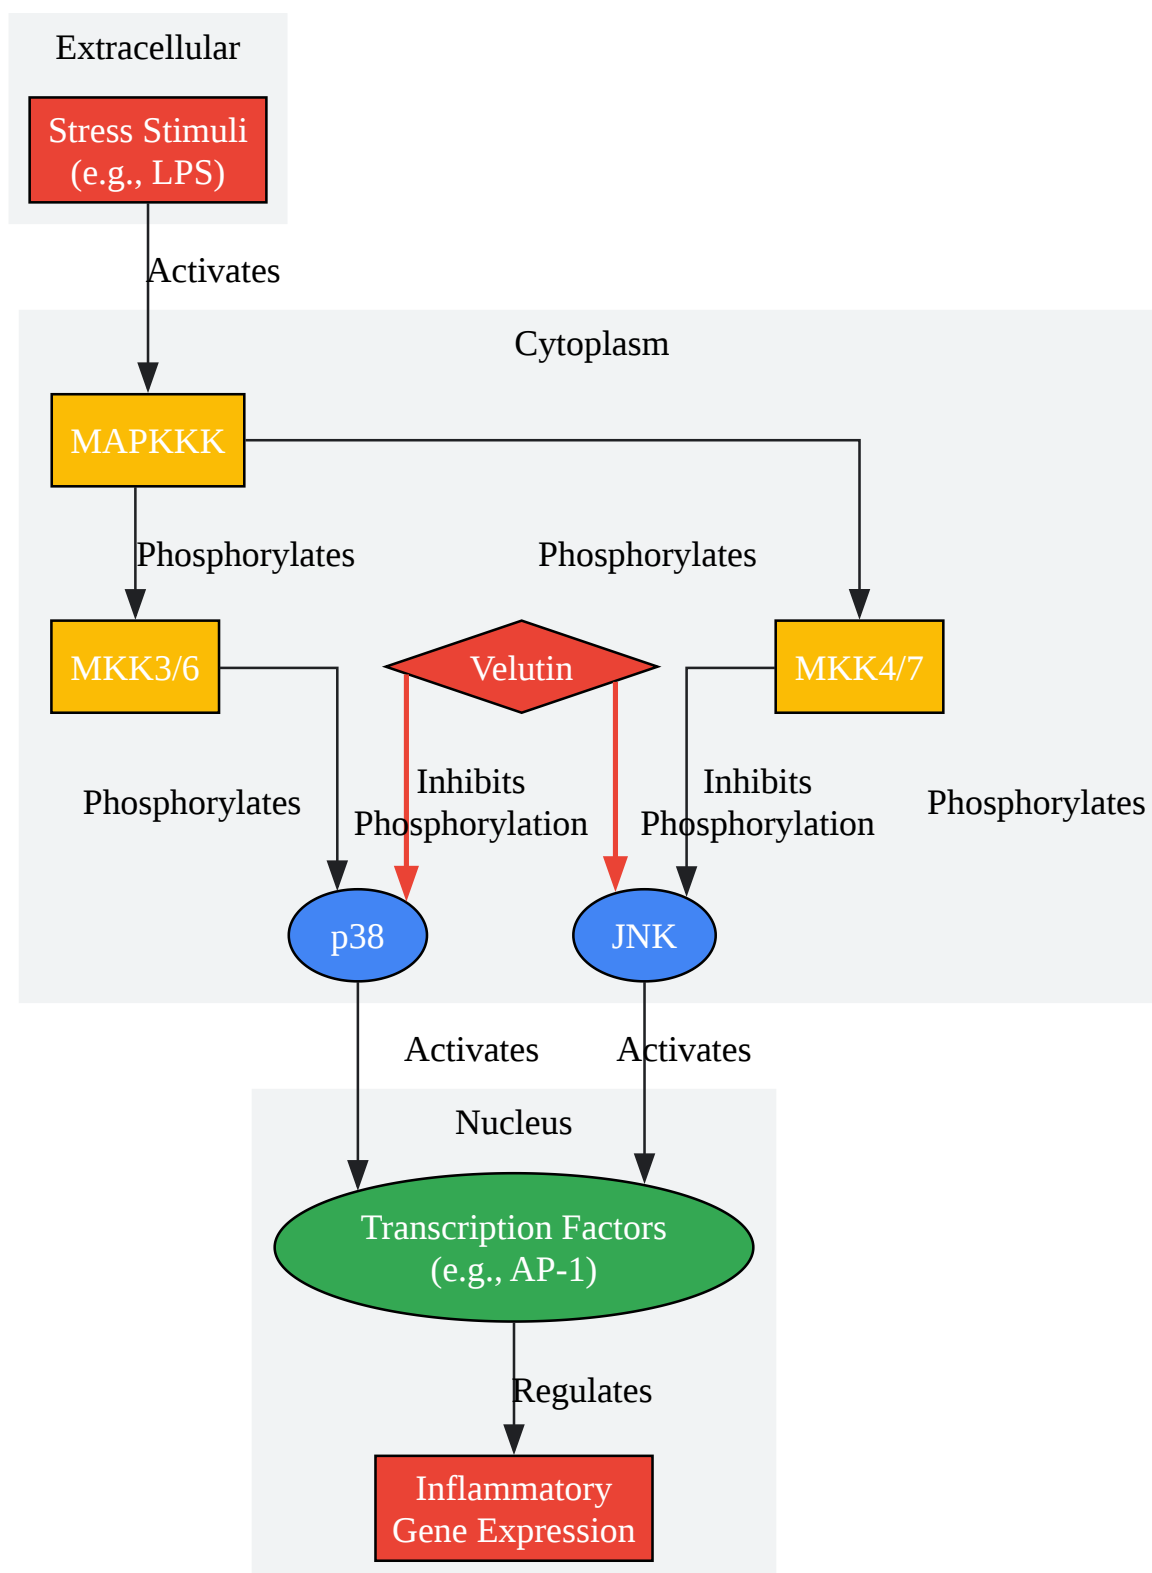 Extracellular
Stress Stimuli
(e.g., LPS)
Activates
Cytoplasm
MAPKKK
Phosphorylates
Phosphorylates
MKK3/6
Velutin
MKK4/7
Phosphorylates
Inhibits
Phosphorylation
Inhibits
Phosphorylation
Phosphorylates
p38
JNK
Activates
Activates
Nucleus
Transcription Factors
(e.g., AP-1)
Regulates
Inflammatory
Gene Expression